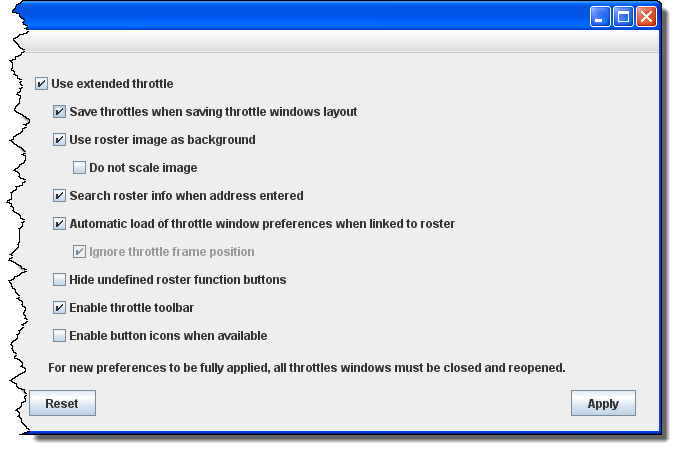 Use extended throttle
Save throttles when saving throttle windows layout
Use roster image as background
Do not scale image
Search roster info when address entered
Automatic load of throttle window preferences when linked to roster
Ignore throttle frame position
Hide undefined roster function buttons
Enable throttle toolbar
Enable button icons when available
For new preferences to be fully applied, all throttles windows must be closed and reopened.
Reset Apply